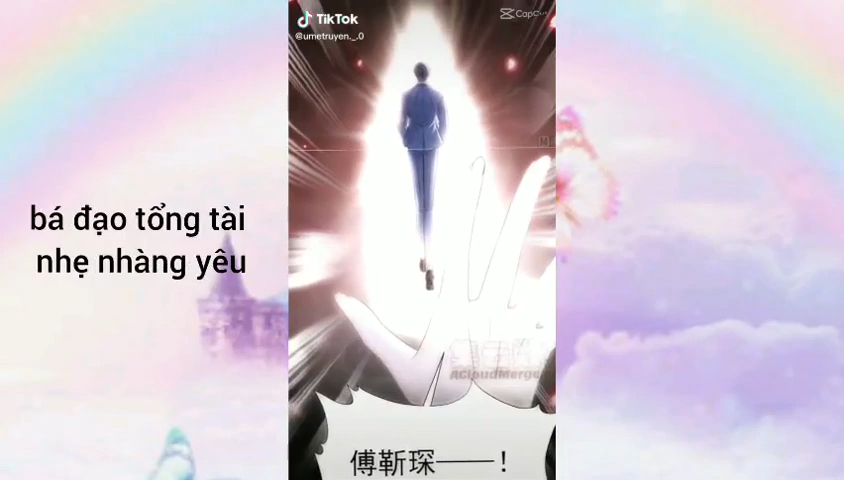 TikTok
@umetruyen._.0
CapCut
bá đạo tổng tài
nhẹ nhàng yêu
ACloudMerge
傅靳琛——！